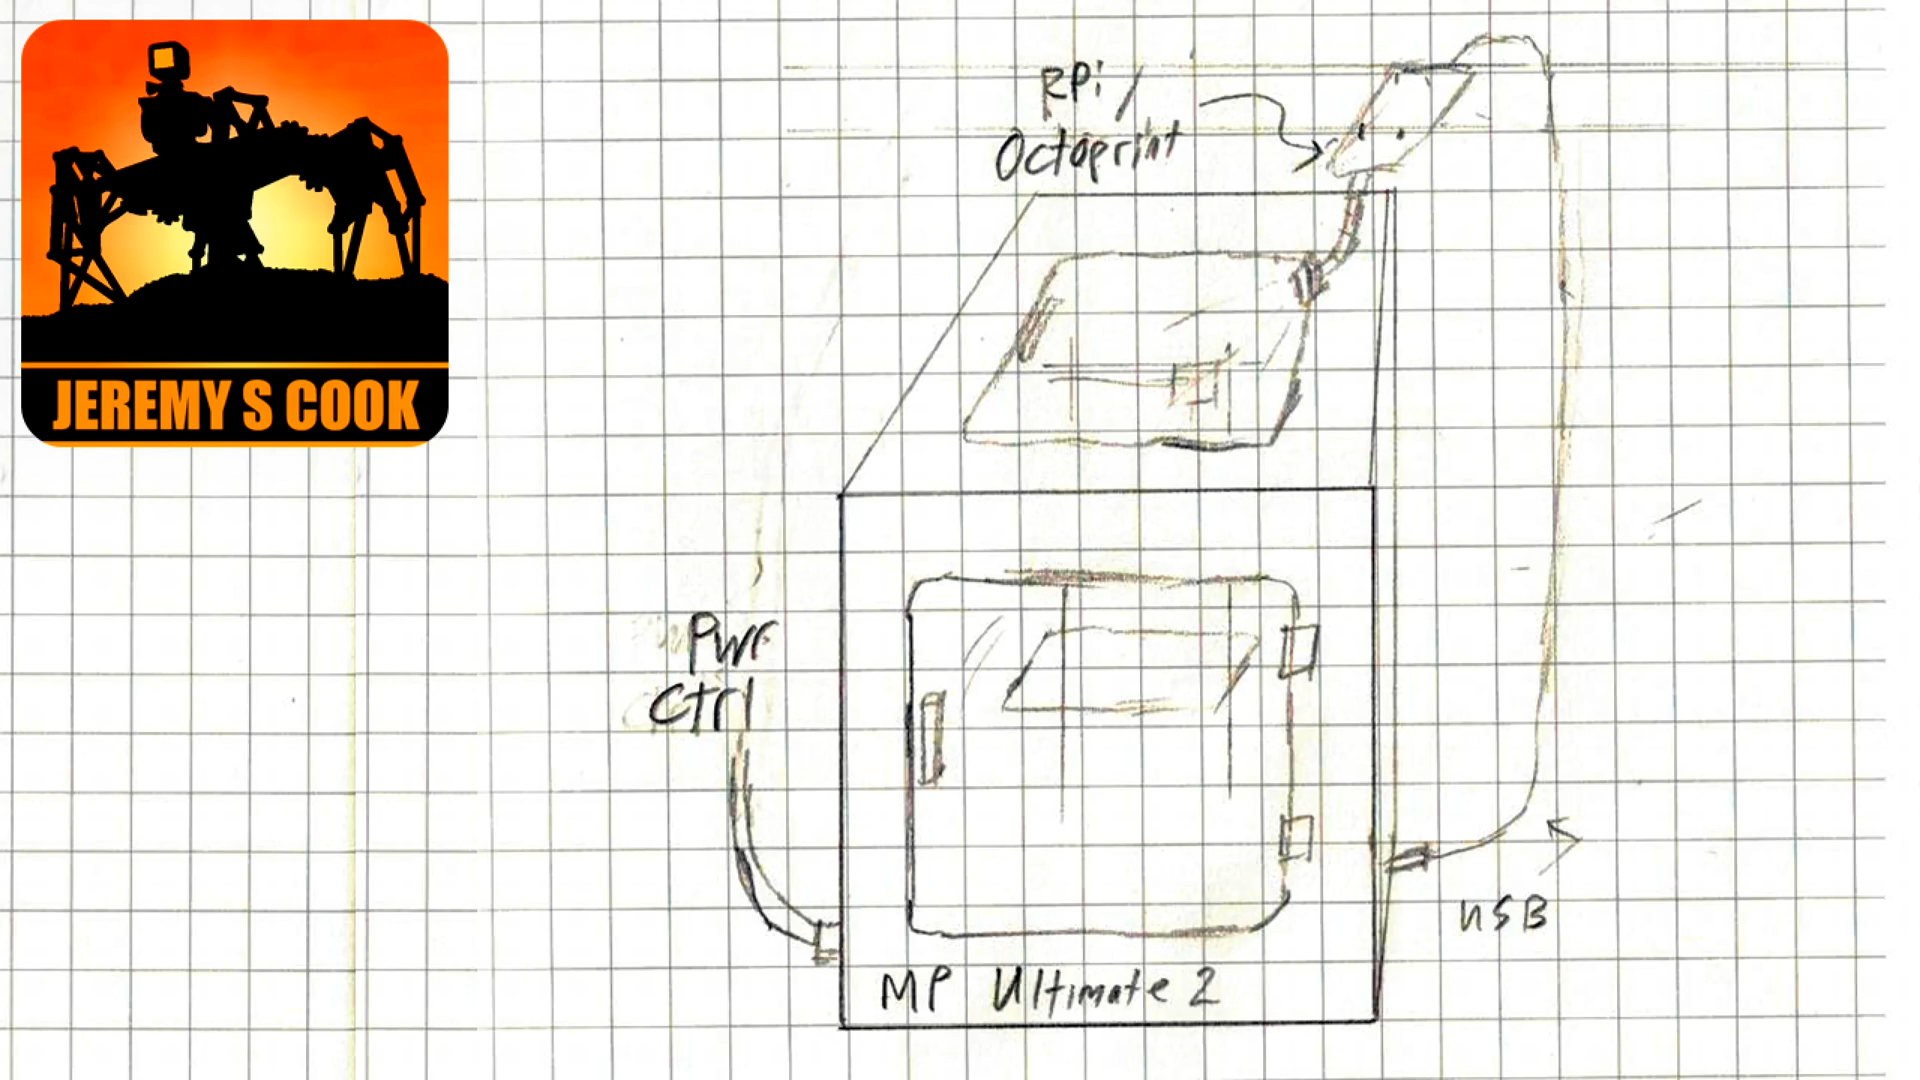 JEREMY S COOK
RPi /
Octoprint
Pwr
Ctrl
USB
MP Ultimate 2